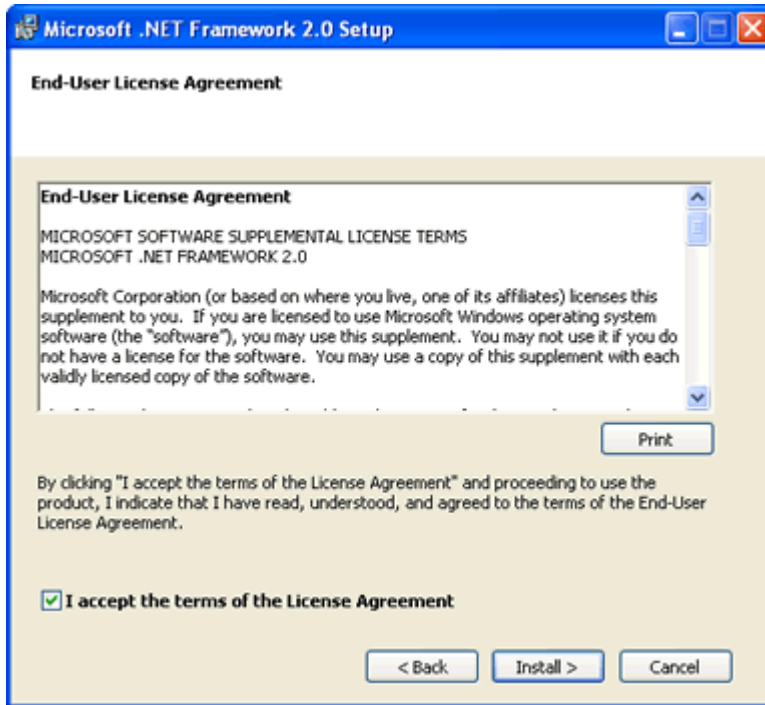 Microsoft .NET Framework 2.0 Setup
End-User License Agreement
End-User License Agreement
MICROSOFT SOFTWARE SUPPLEMENTAL LICENSE TERMS
MICROSOFT .NET FRAMEWORK 2.0
Microsoft Corporation (or based on where you live, one of its affiliates) licenses this
supplement to you.  If you are licensed to use Microsoft Windows operating system
software (the "software"), you may use this supplement.  You may not use it if you do
not have a license for the software.  You may use a copy of this supplement with each
validly licensed copy of the software.
Print
By clicking "I accept the terms of the License Agreement" and proceeding to use the
product, I indicate that I have read, understood, and agreed to the terms of the End-User
License Agreement.
I accept the terms of the License Agreement
< Back
Install >
Cancel